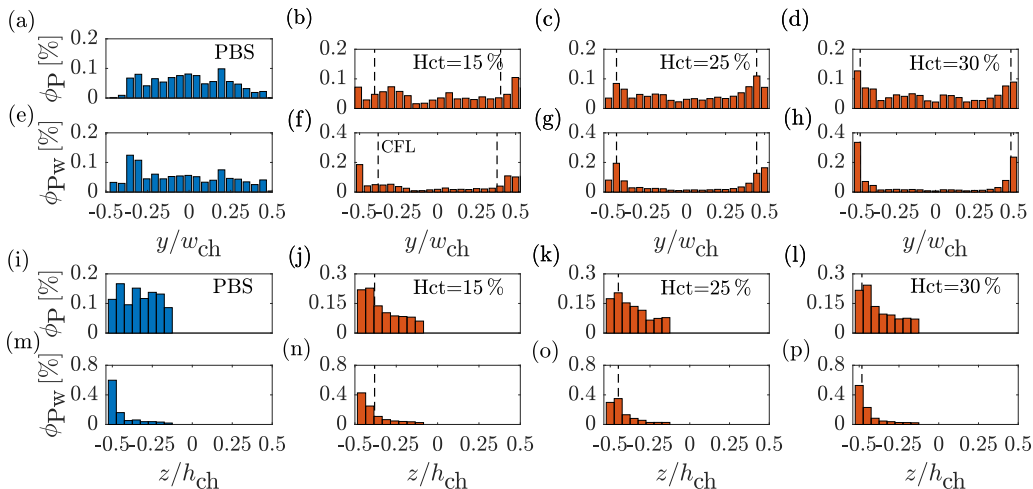 (a) (b) (c) (d)
0.2 PBS 0.2 Hct=15 % 0.2 Hct=25 % 0.2 Hct=30 %
ϕP [%] 0.1 0.1 0.1 0.1
0 0 0 0
(e) (f) (g) (h)
0.2 0.4 CFL 0.4 0.4
ϕPw [%] 0.1 0.2 0.2 0.2
0 0 0 0
-0.5 -0.25 0 0.25 0.5 -0.5 -0.25 0 0.25 0.5 -0.5 -0.25 0 0.25 0.5 -0.5 -0.25 0 0.25 0.5
y/wch y/wch y/wch y/wch
(i) (j) (k) (l)
0.2 PBS 0.3 Hct=15 % 0.3 Hct=25 % 0.3 Hct=30 %
ϕP [%] 0.1 0.15 0.15 0.15
0 0 0 0
(m) (n) (o) (p)
0.8 0.8 0.8 0.8
ϕPw [%] 0.4 0.4 0.4 0.4
0 0 0 0
-0.5 -0.25 0 0.25 0.5 -0.5 -0.25 0 0.25 0.5 -0.5 -0.25 0 0.25 0.5 -0.5 -0.25 0 0.25 0.5
z/hch z/hch z/hch z/hch